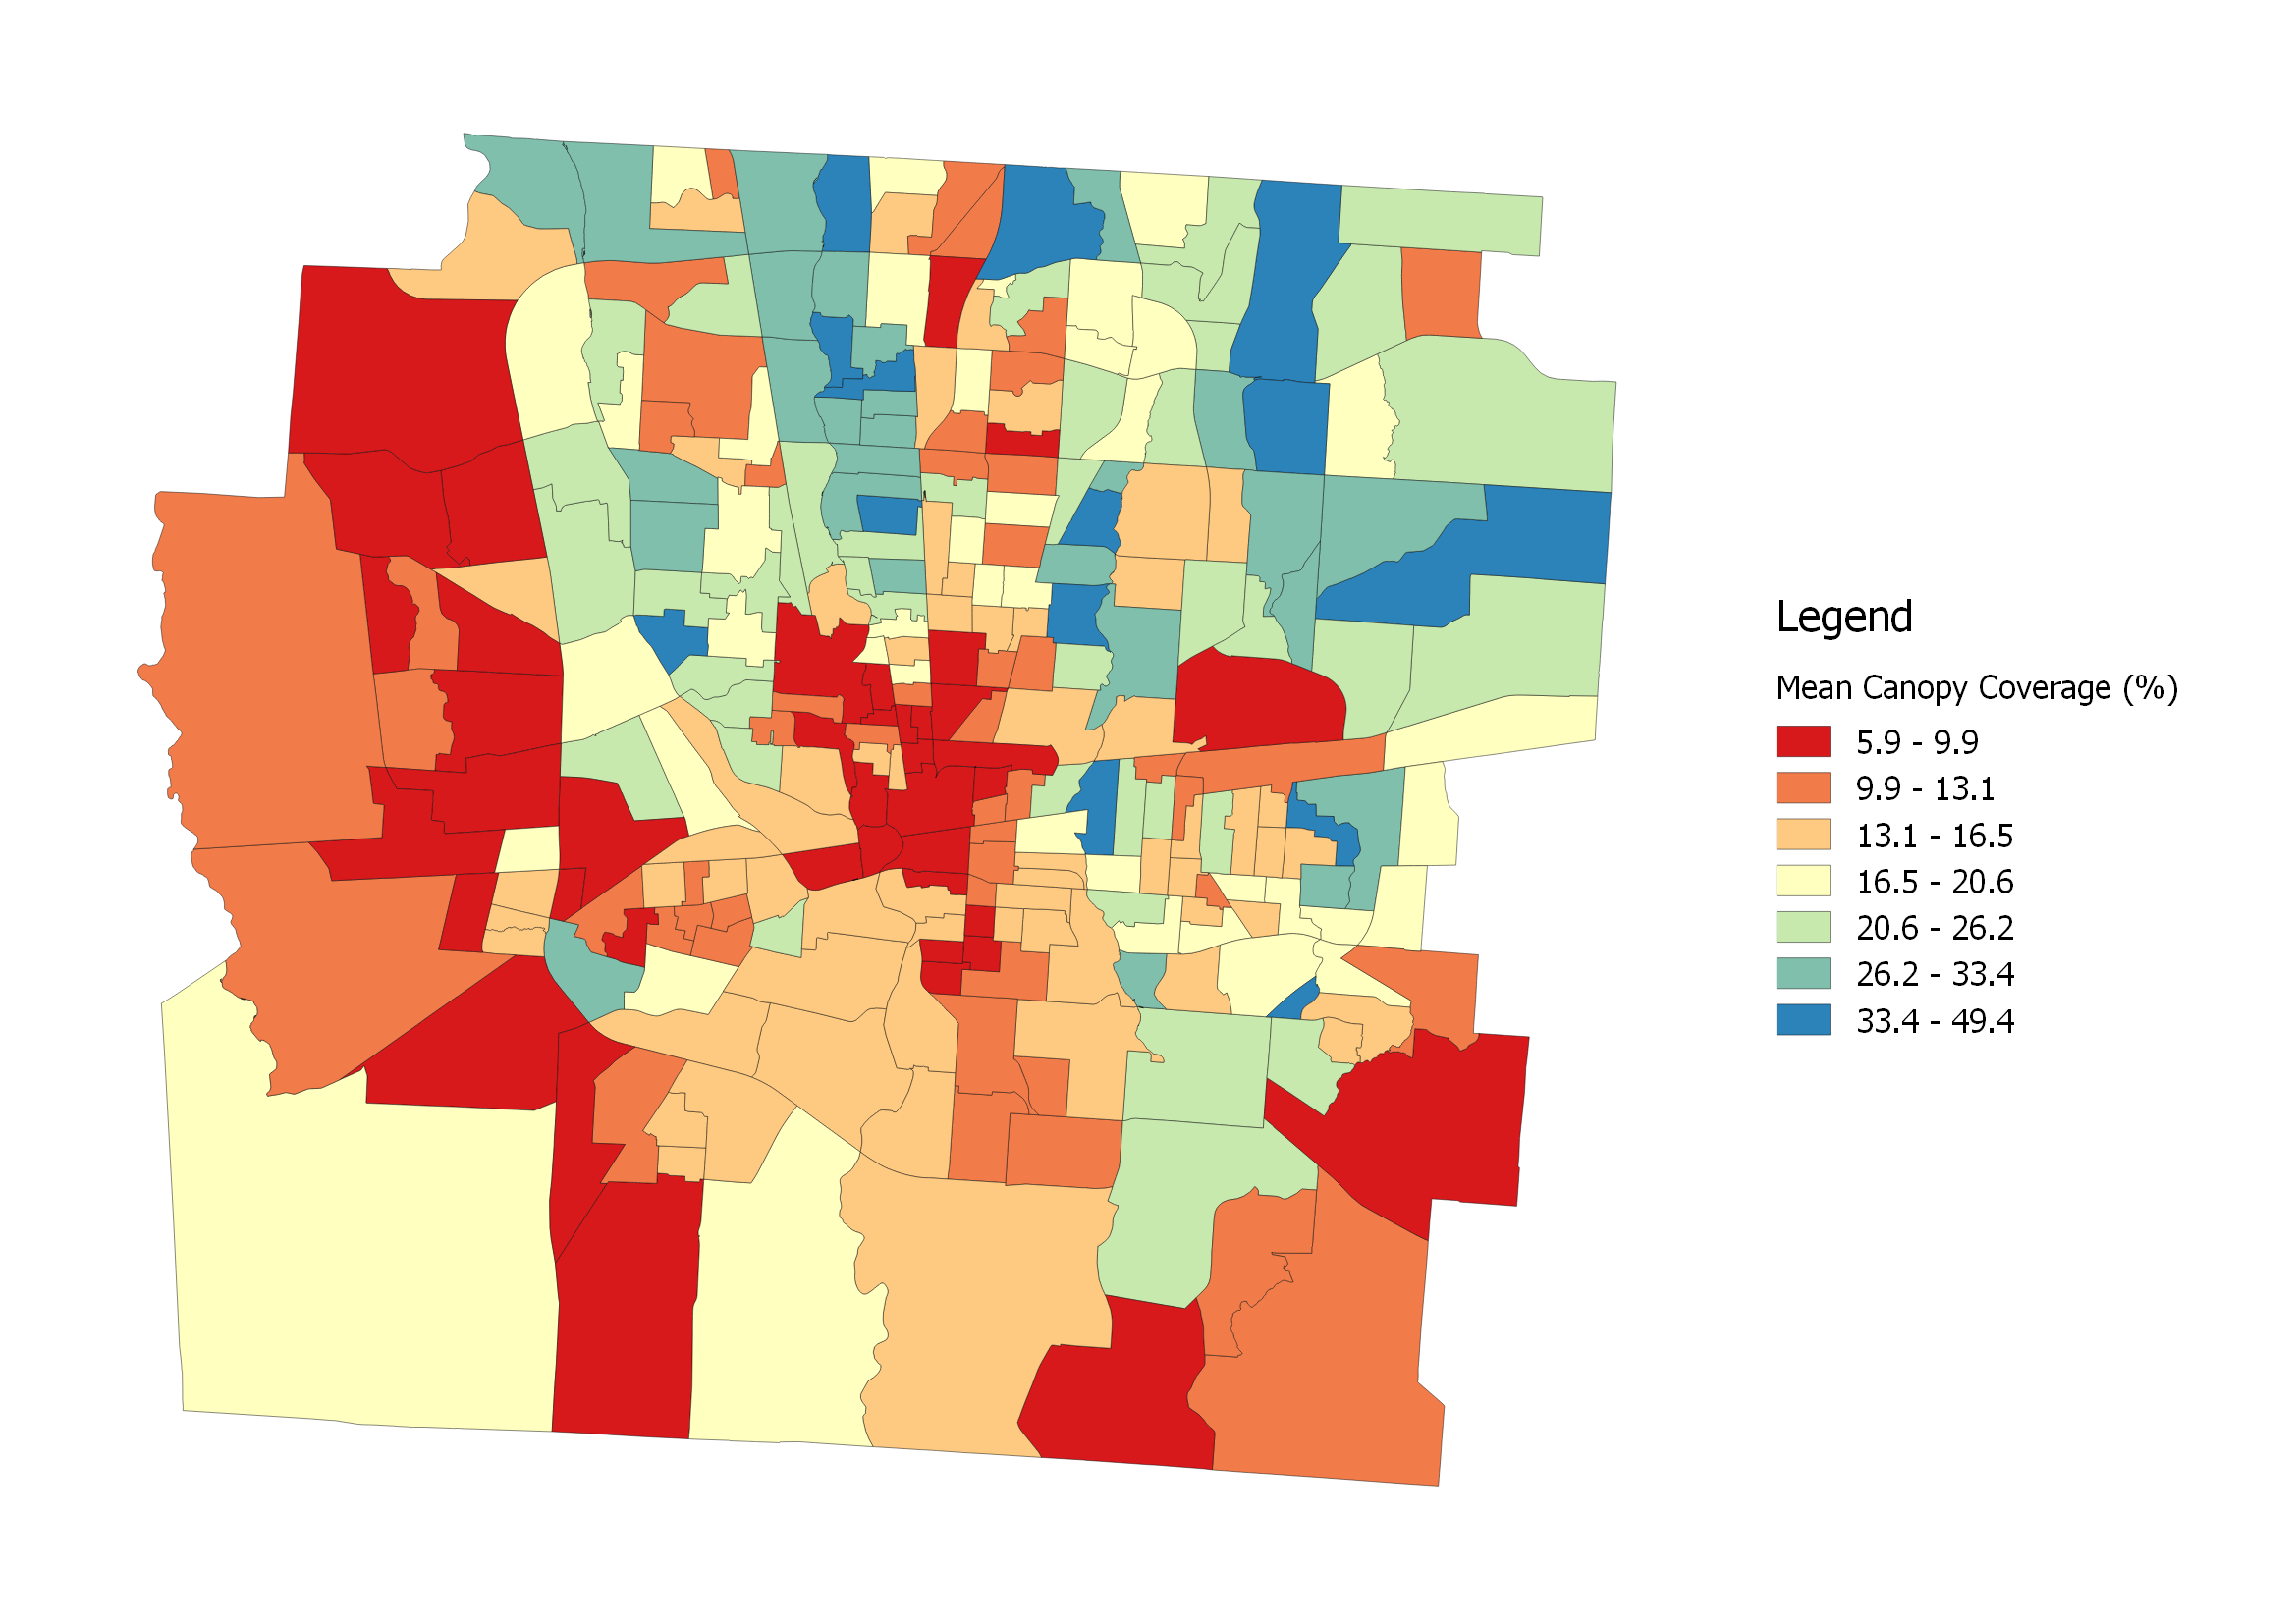 Legend
Mean Canopy Coverage (%)
5.9 - 9.9
9.9 - 13.1
13.1 - 16.5
16.5 - 20.6
20.6 - 26.2
26.2 - 33.4
33.4 - 49.4